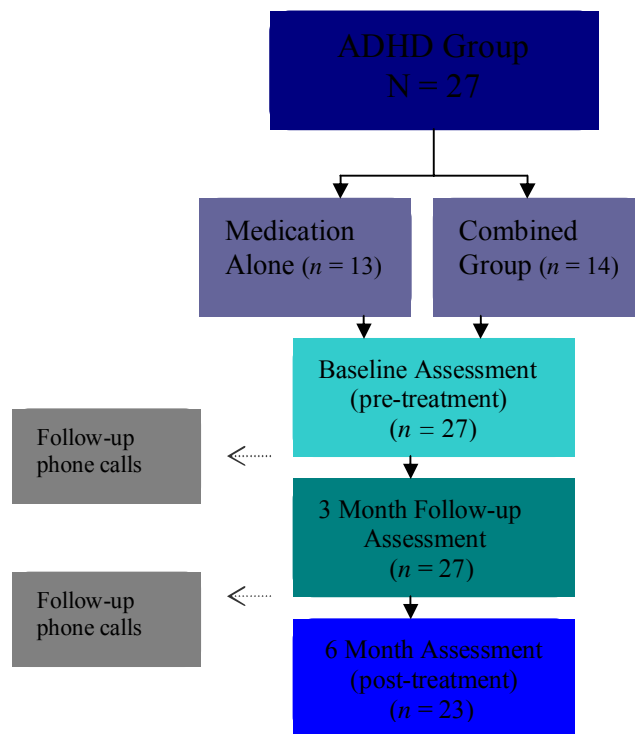 ADHD Group
N = 27
Medication
Alone (n = 13)
Combined
Group (n = 14)
Baseline Assessment
(pre-treatment)
(n = 27)
Follow-up
phone calls
3 Month Follow-up
Assessment
(n = 27)
Follow-up
phone calls
6 Month Assessment
(post-treatment)
(n = 23)